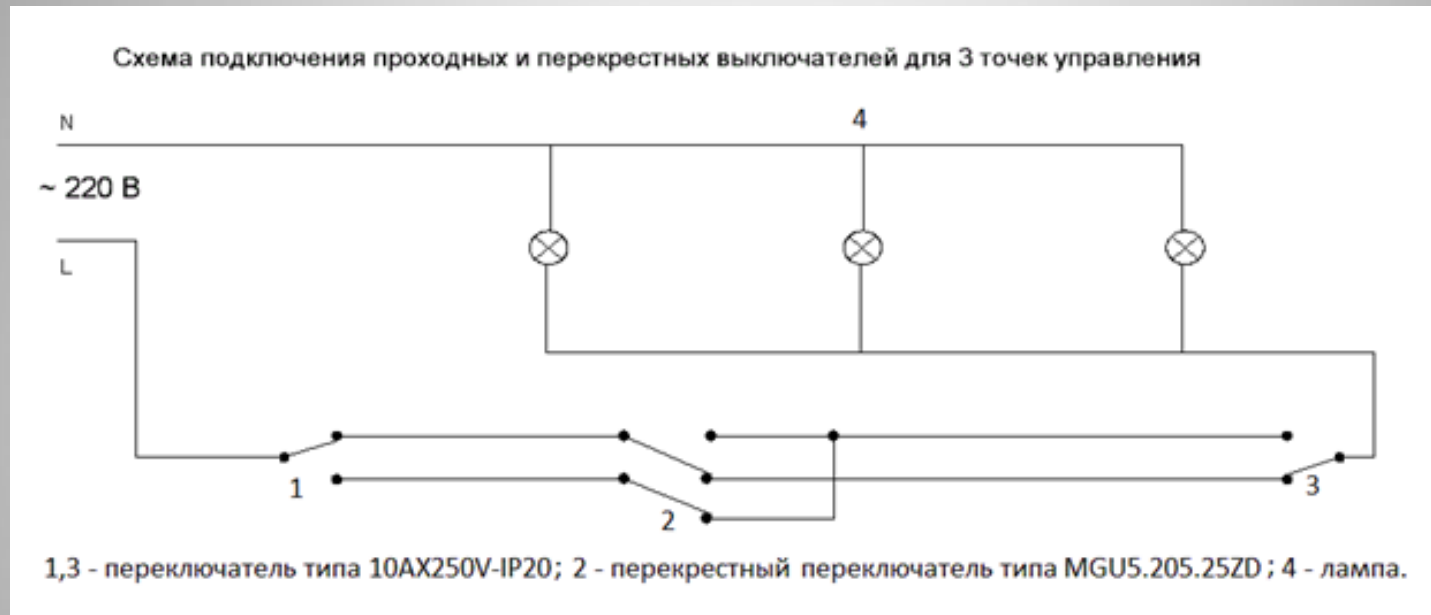 Схема подключения проходных и перекрестных выключателей для 3 точек управления
N
4
~ 220 В
L
1
2
3
1,3 - переключатель типа 10AX250V-IP20; 2 - перекрестный переключатель типа MGU5.205.25ZD ; 4 - лампа.